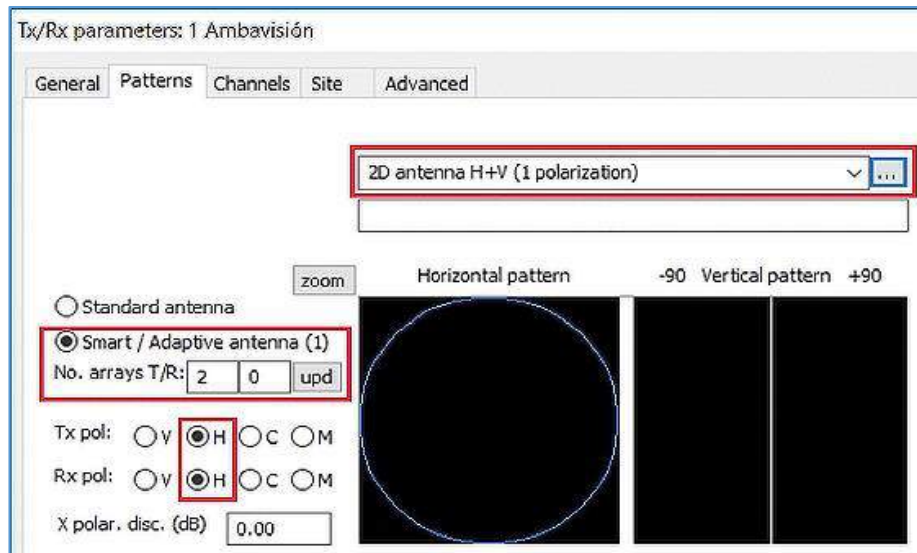 Tx/Rx parameters: 1 Ambavisión
General Patterns Channels Site Advanced
2D antenna H+V (1 polarization) ...
zoom Horizontal pattern -90 Vertical pattern +90
Standard antenna
Smart / Adaptive antenna (1)
No. arrays T/R: 2 0 upd
Tx pol: V H C M
Rx pol: V H C M
X polar. disc. (dB) 0.00